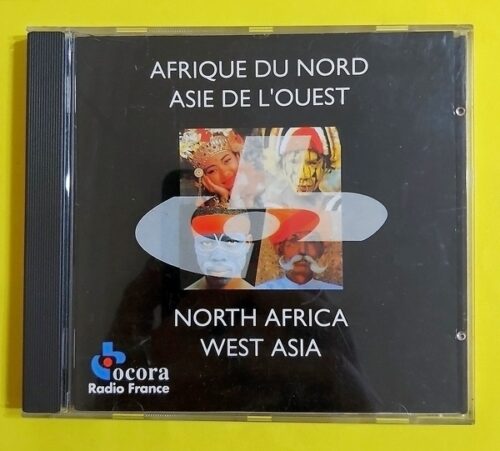 AFRIQUE DU NORD
ASIE DE L'OUEST
NORTH AFRICA
WEST ASIA
ocora
Radio France